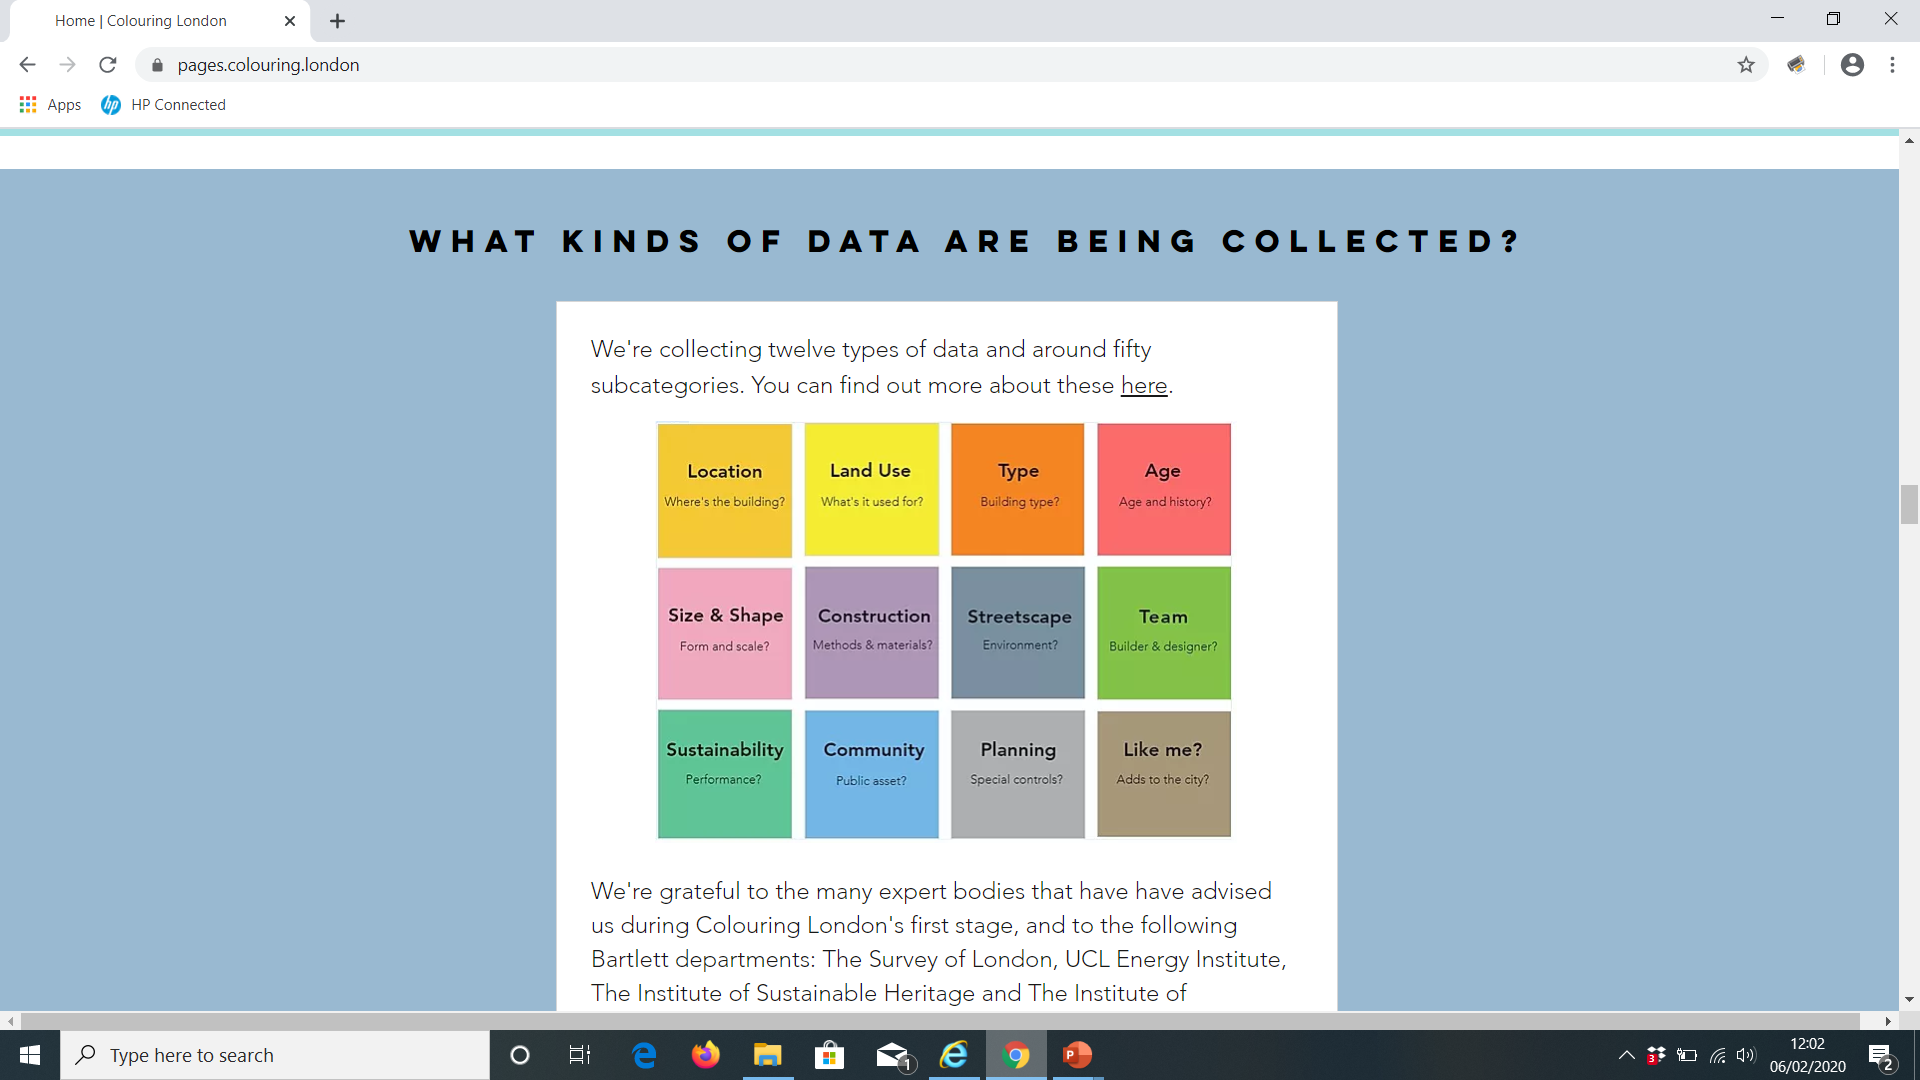 Home | Colouring London
pages.colouring.london
Apps
HP Connected
WHAT KINDS OF DATA ARE BEING COLLECTED?
We're collecting twelve types of data and around fifty
subcategories. You can find out more about these here.
Location
Where's the building?
Land Use
What's it used for?
Type
Building type?
Age
Age and history?
Size & Shape
Form and scale?
Construction
Methods & materials?
Streetscape
Environment?
Team
Builder & designer?
Sustainability
Performance?
Community
Public asset?
Planning
Special controls?
Like me?
Adds to the city?
We're grateful to the many expert bodies that have have advised
us during Colouring London's first stage, and to the following
Bartlett departments: The Survey of London, UCL Energy Institute,
The Institute of Sustainable Heritage and The Institute of
Type here to search
1
3
12:02
06/02/2020
2